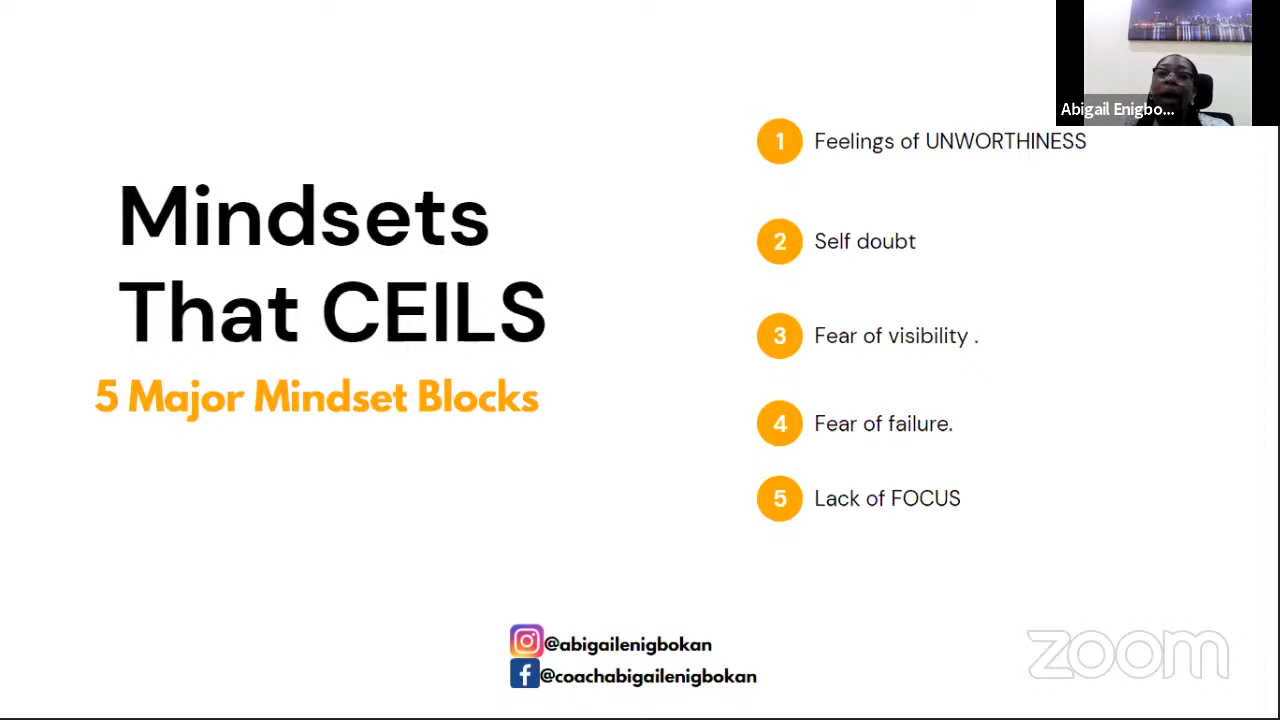 Abigail Enigbo...
Mindsets
That CEILS
5 Major Mindset Blocks
1 Feelings of UNWORTHINESS
2 Self doubt
3 Fear of visibility .
4 Fear of failure.
5 Lack of FOCUS
@abigailenigbokan
@coachabigailenigbokan
zoom